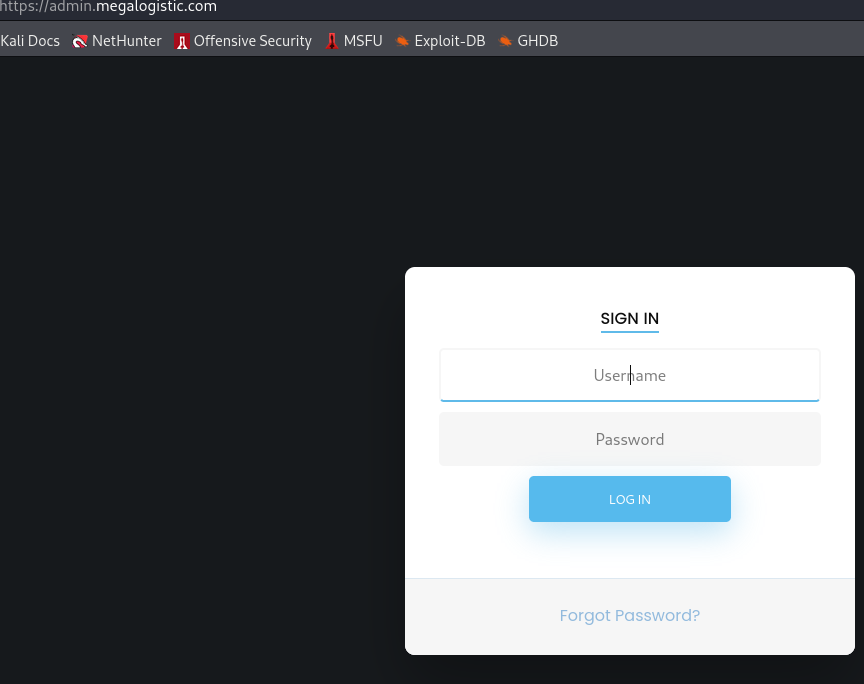 https://admin.megalogistic.com
Kali Docs NetHunter Offensive Security MSFU Exploit-DB GHDB
SIGN IN
Username
Password
LOG IN
Forgot Password?